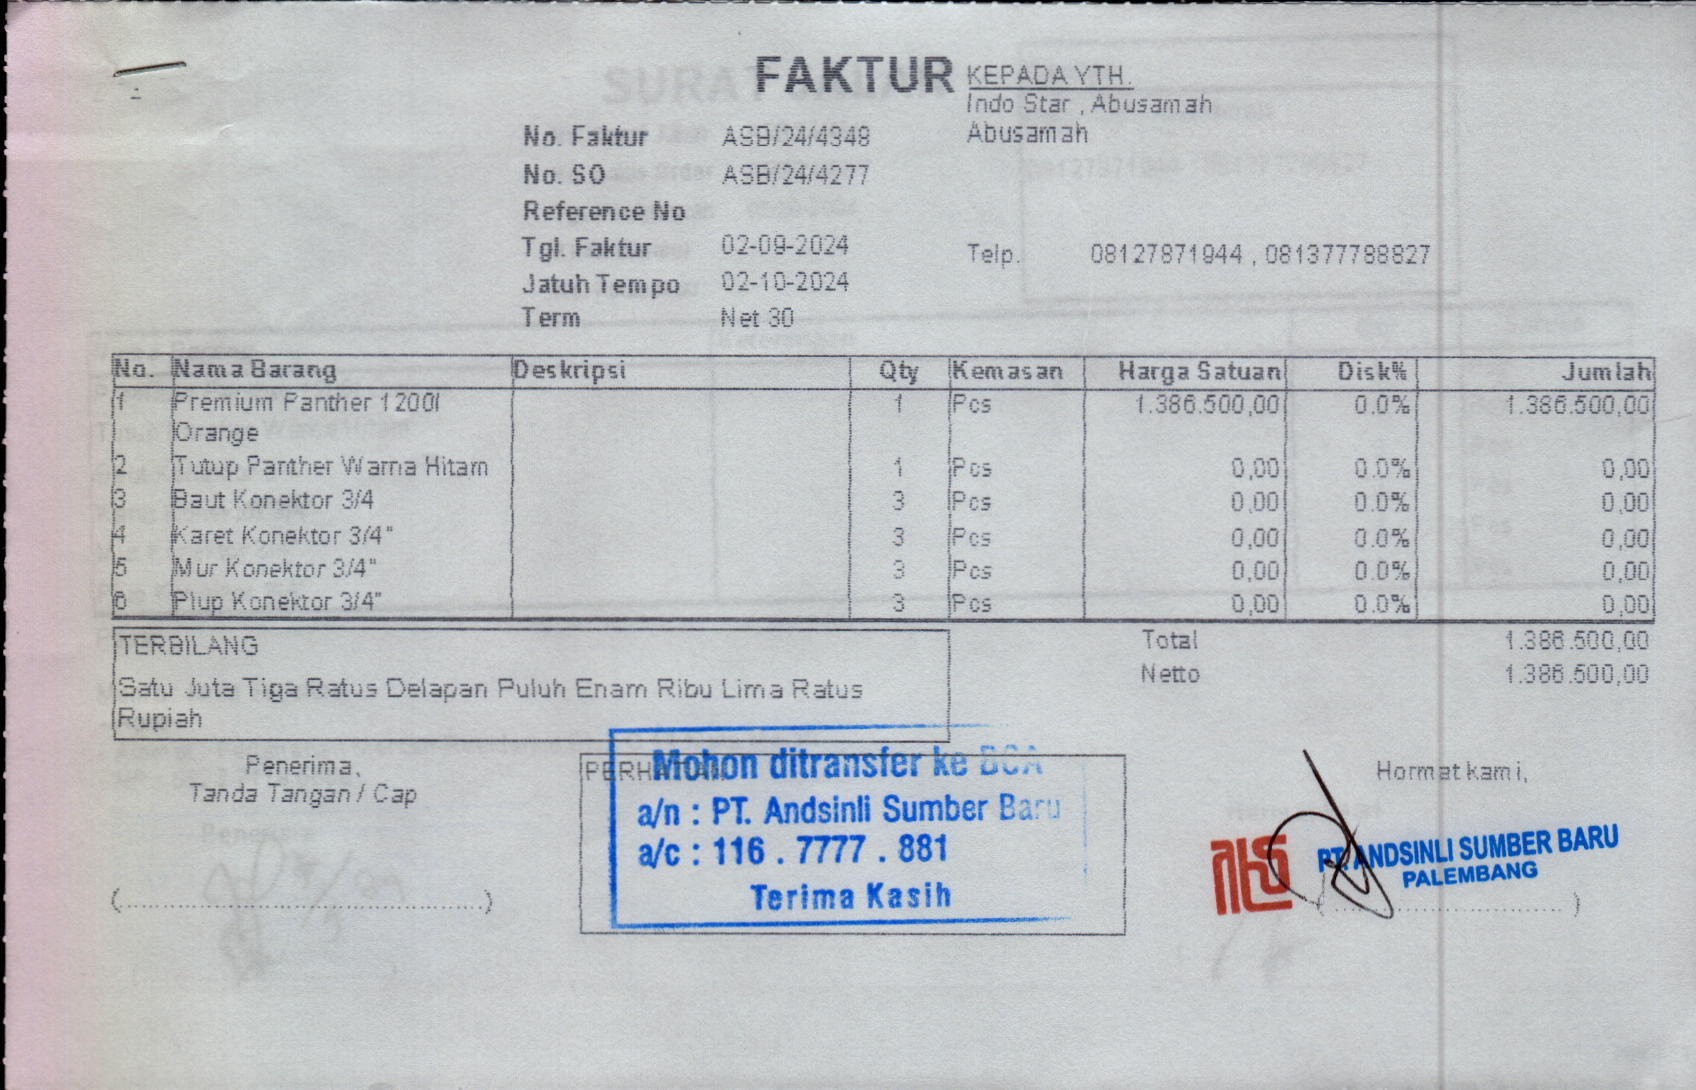 FAKTUR
KEPADA YTH.
Indo Star , Abusamah
Abusamah
No. Faktur ASB/24/4348
No. SO ASB/24/4277
Reference No
Tgl. Faktur 02-09-2024
Telp. 08127871944 , 081377788827
Jatuh Tempo 02-10-2024
Term Net 30
No. Nama Barang Deskripsi Qty Kemasan Harga Satuan Disk% Jumlah
1 Premium Panther 1200l 1 Pcs 1.386.500,00 0.0% 1.386.500,00
Orange
2 Tutup Panther Warna Hitam 1 Pcs 0,00 0.0% 0,00
3 Baut Konektor 3/4 3 Pcs 0,00 0.0% 0,00
4 Karet Konektor 3/4" 3 Pcs 0,00 0.0% 0,00
5 Mur Konektor 3/4" 3 Pcs 0,00 0.0% 0,00
6 Plup Konektor 3/4" 3 Pcs 0,00 0.0% 0,00
TERBILANG
Satu Juta Tiga Ratus Delapan Puluh Enam Ribu Lima Ratus
Rupiah
Total 1.386.500,00
Netto 1.386.500,00
Penerima,
Tanda Tangan / Cap
PERHATIAN
Mohon ditransfer ke BCA
a/n : PT. Andsinli Sumber Baru
a/c : 116 . 7777 . 881
Terima Kasih
Hormat kami,
PT. ANDSINLI SUMBER BARU
PALEMBANG